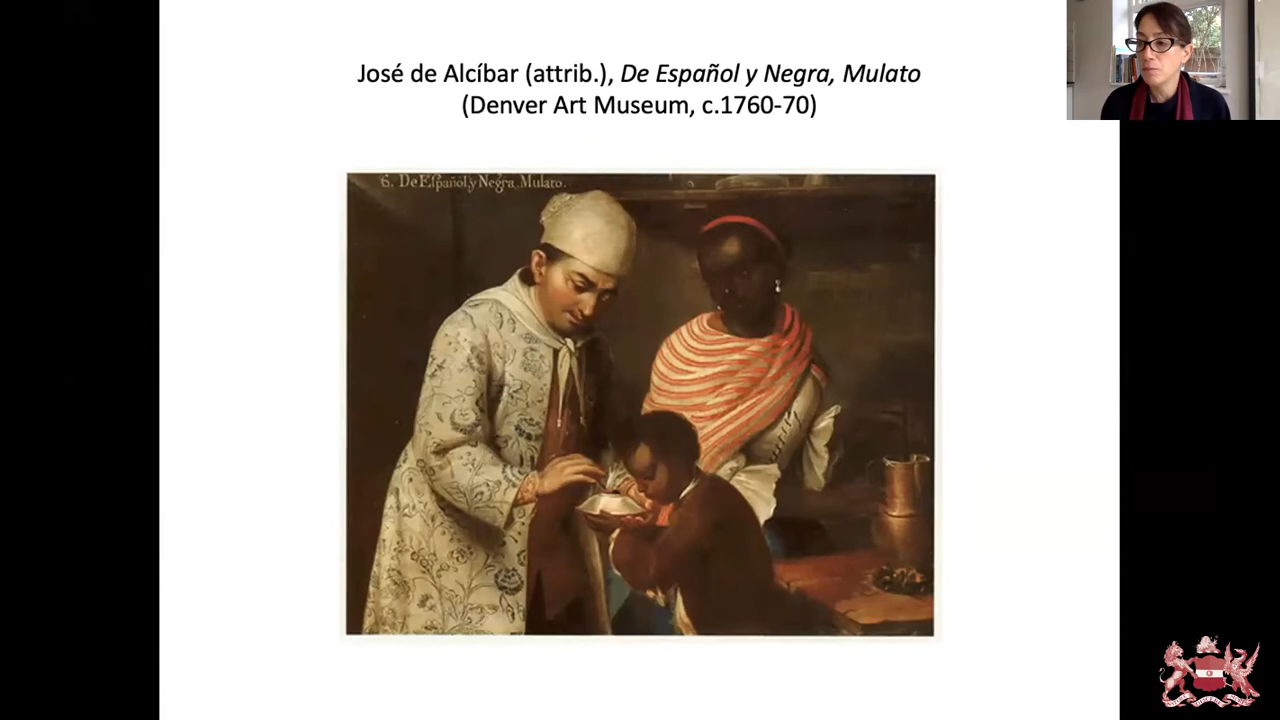 José de Alcíbar (attrib.), De Español y Negra, Mulato
(Denver Art Museum, c.1760-70)
6. De Español, y Negra, Mulato.